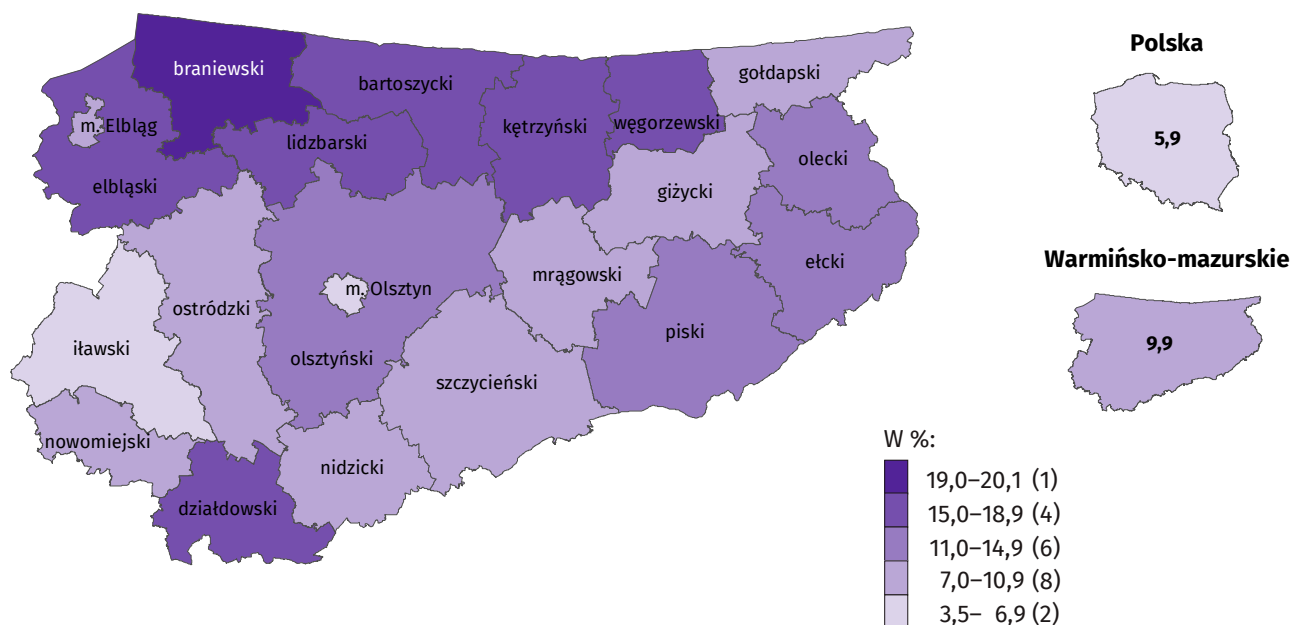 Polska
braniewski
gołdapski
bartoszycki
m. Elbląg
kętrzyński
węgorzewski
5,9
lidzbarski
olecki
elbląski
giżycki
Warmińsko-mazurskie
ełcki
mrągowski
m. Olsztyn
ostródzki
piski
9,9
iławski
olsztyński
szczycieński
nowomiejski
nidzicki
działdowski
W %:
19,0–20,1 (1)
15,0–18,9 (4)
11,0–14,9 (6)
7,0–10,9 (8)
3,5– 6,9 (2)